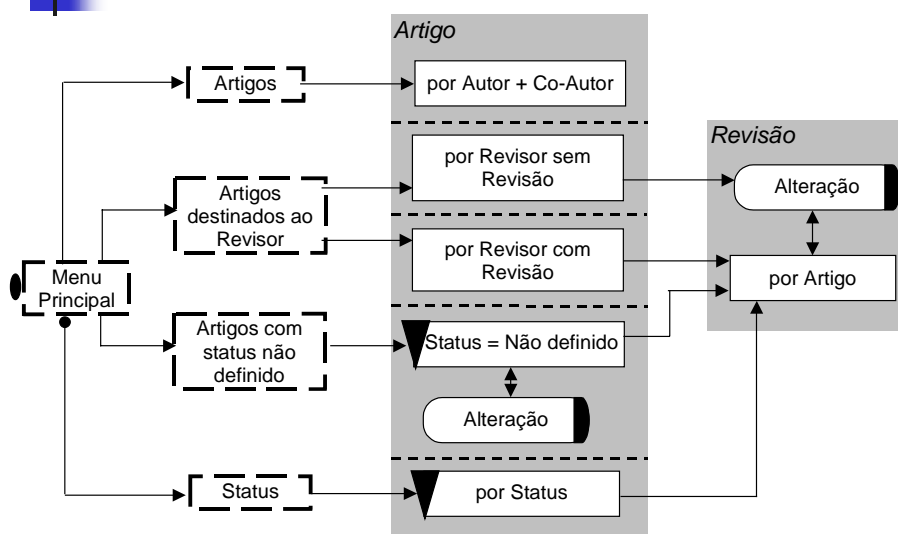 Artigo
Artigos
por Autor + Co-Autor
Revisão
por Revisor sem
Revisão
Alteração
Artigos
destinados ao
Revisor
por Revisor com
Revisão
por Artigo
Menu
Principal
Artigos com
status não
definido
Status = Não definido
Alteração
Status
por Status